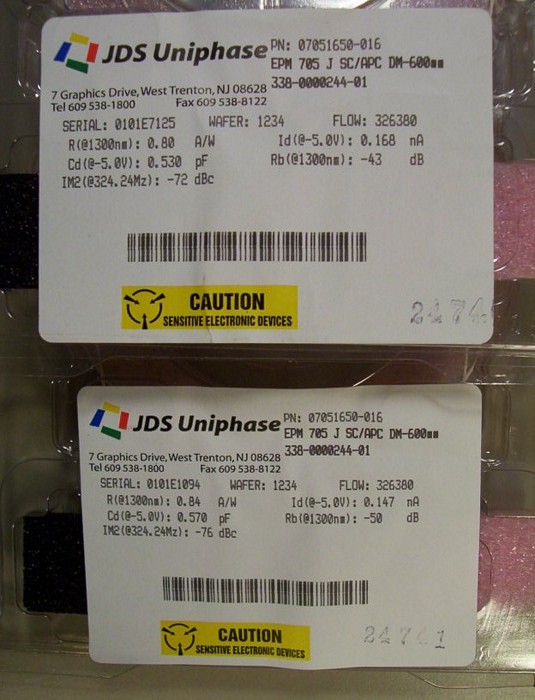 JDS Uniphase
PN: 07051650-016
EPM 705 J SC/APC DM-600mm
338-0000244-01
7 Graphics Drive, West Trenton, NJ 08628
Tel 609 538-1800 Fax 609 538-8122
SERIAL: 0101E7125 WAFER: 1234 FLOW: 326380
R(@1300nm): 0.80 A/W Id(@-5.0V): 0.168 nA
Cd(@-5.0V): 0.530 pF Rb(@1300nm): -43 dB
IM2(@324.24Mz): -72 dBc
CAUTION
SENSITIVE ELECTRONIC DEVICES
JDS Uniphase
PN: 07051650-016
EPM 705 J SC/APC DM-600mm
338-0000244-01
7 Graphics Drive, West Trenton, NJ 08628
Tel 609 538-1800 Fax 609 538-8122
SERIAL: 0101E1094 WAFER: 1234 FLOW: 326380
R(@1300nm): 0.84 A/W Id(@-5.0V): 0.147 nA
Cd(@-5.0V): 0.570 pF Rb(@1300nm): -50 dB
IM2(@324.24Mz): -76 dBc
CAUTION
SENSITIVE ELECTRONIC DEVICES